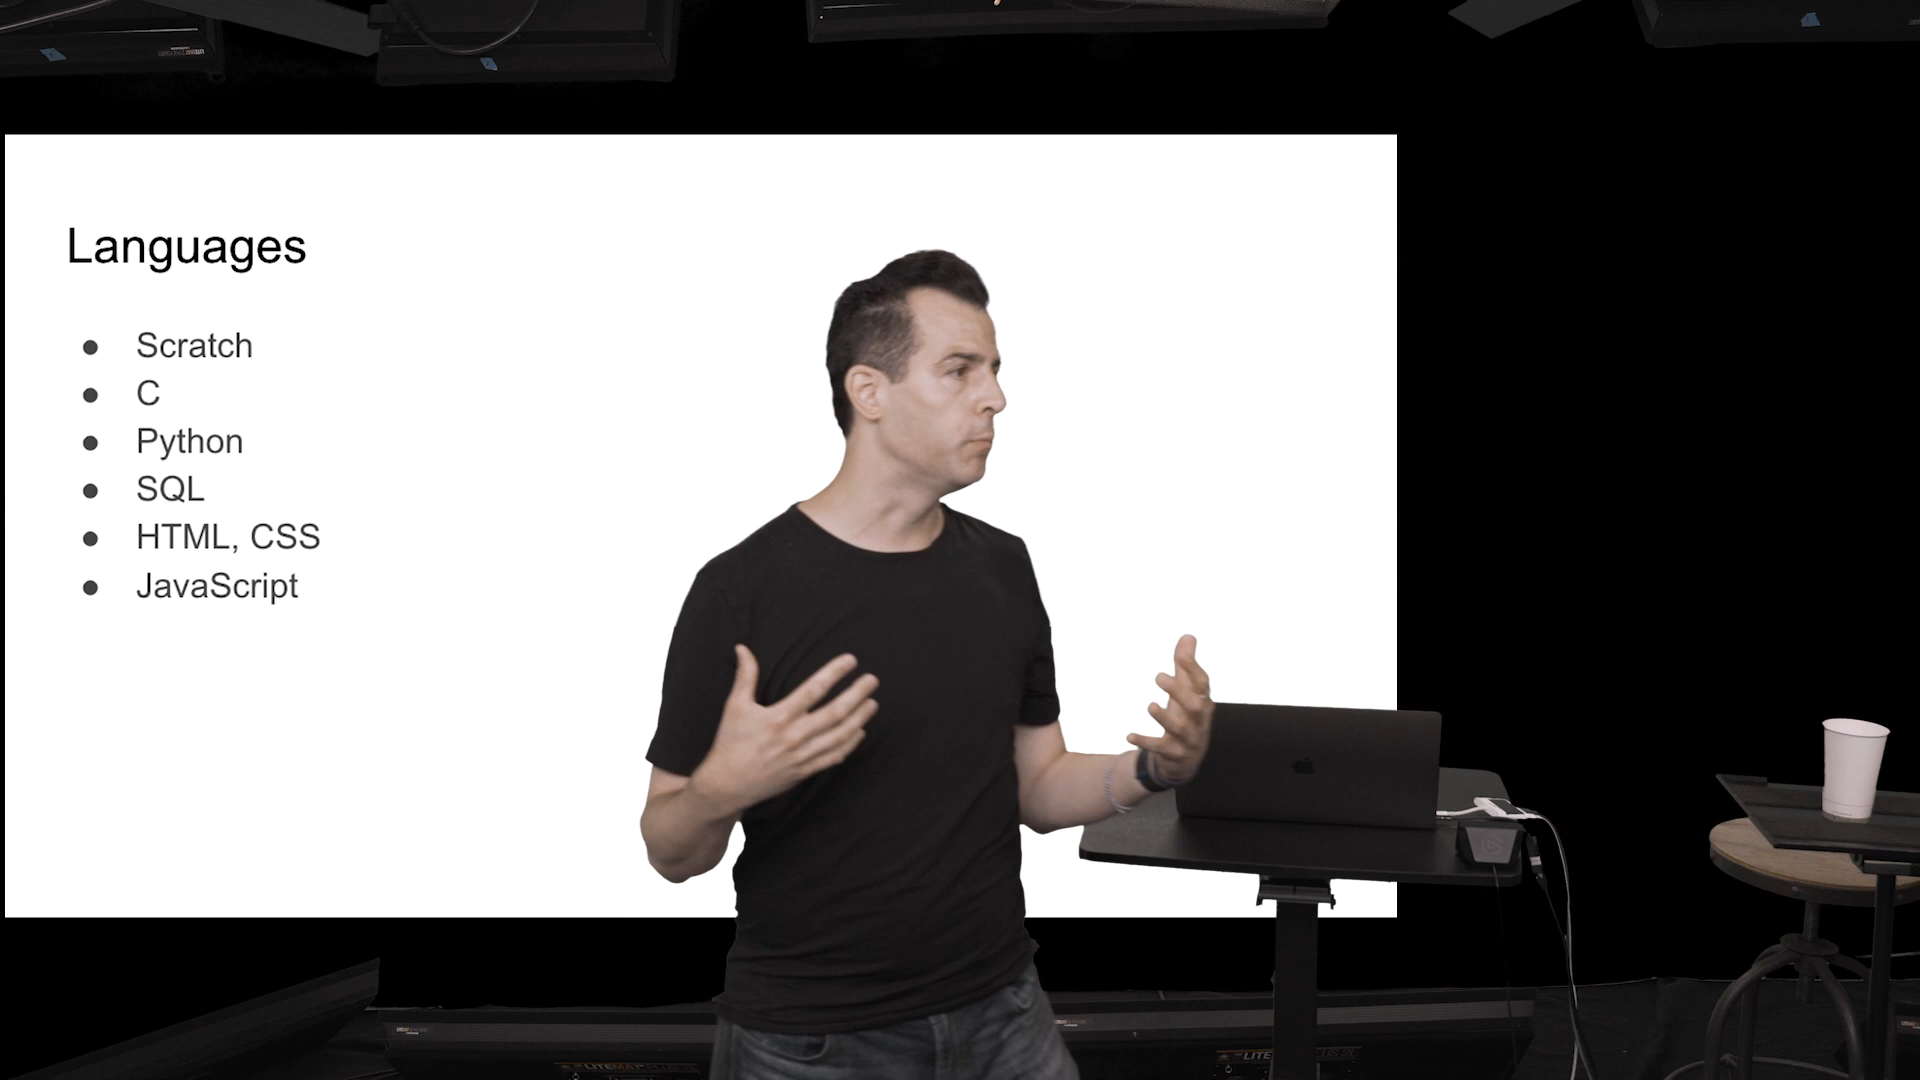 Languages
● Scratch
● C
● Python
● SQL
● HTML, CSS
● JavaScript